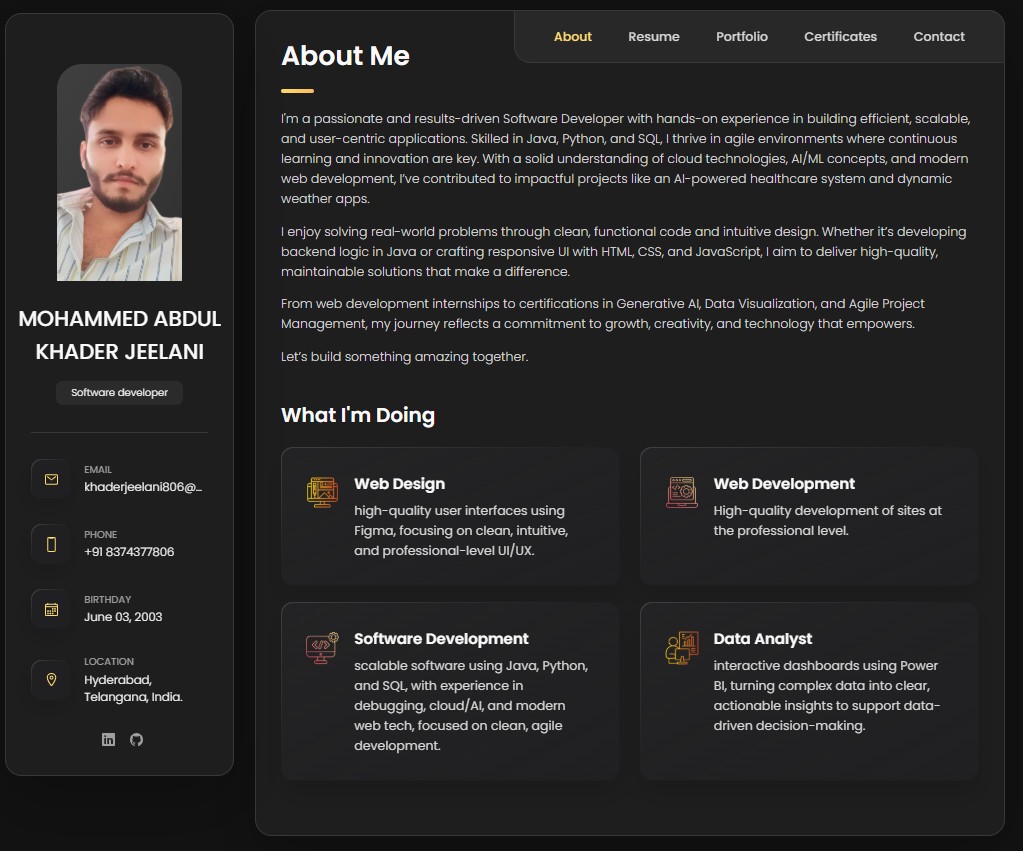 About
Resume
Portfolio
Certificates
Contact
MOHAMMED ABDUL
KHADER JEELANI
Software developer
EMAIL
khaderjeelani806@...
PHONE
+91 8374377806
BIRTHDAY
June 03, 2003
LOCATION
Hyderabad,
Telangana, India.
About Me
I'm a passionate and results-driven Software Developer with hands-on experience in building efficient, scalable,
and user-centric applications. Skilled in Java, Python, and SQL, I thrive in agile environments where continuous
learning and innovation are key. With a solid understanding of cloud technologies, AI/ML concepts, and modern
web development, I've contributed to impactful projects like an AI-powered healthcare system and dynamic
weather apps.
I enjoy solving real-world problems through clean, functional code and intuitive design. Whether it's developing
backend logic in Java or crafting responsive UI with HTML, CSS, and JavaScript, I aim to deliver high-quality,
maintainable solutions that make a difference.
From web development internships to certifications in Generative AI, Data Visualization, and Agile Project
Management, my journey reflects a commitment to growth, creativity, and technology that empowers.
Let's build something amazing together.
What I'm Doing
Web Design
high-quality user interfaces using
Figma, focusing on clean, intuitive,
and professional-level UI/UX.
Web Development
High-quality development of sites at
the professional level.
Software Development
scalable software using Java, Python,
and SQL, with experience in
debugging, cloud/AI, and modern
web tech, focused on clean, agile
development.
Data Analyst
interactive dashboards using Power
BI, turning complex data into clear,
actionable insights to support data-
driven decision-making.